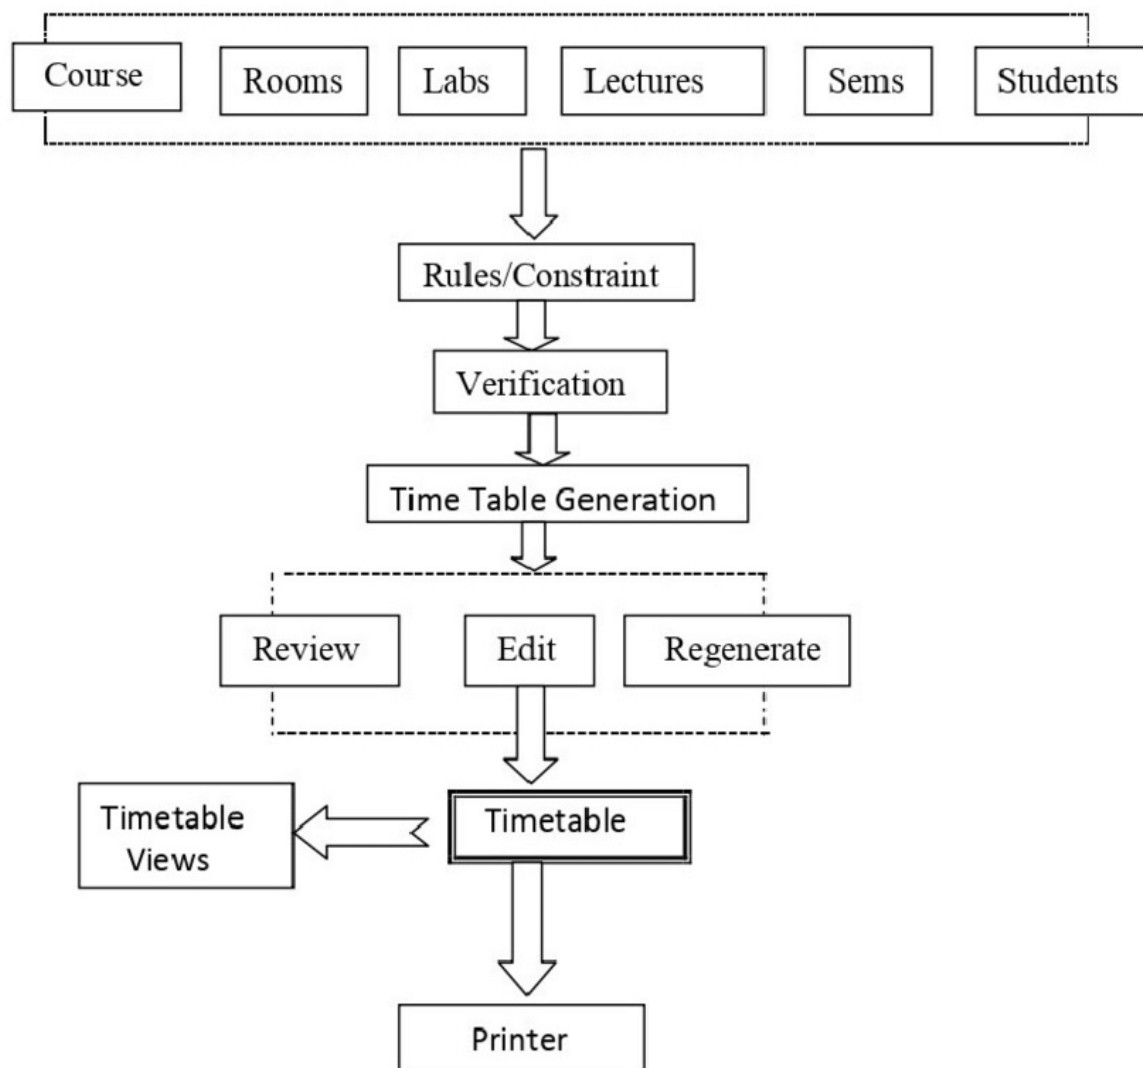 Course Rooms Labs Lectures Sems Students
Rules/Constraint
Verification
Time Table Generation
Review Edit Regenerate
Timetable
Timetable
Views
Printer